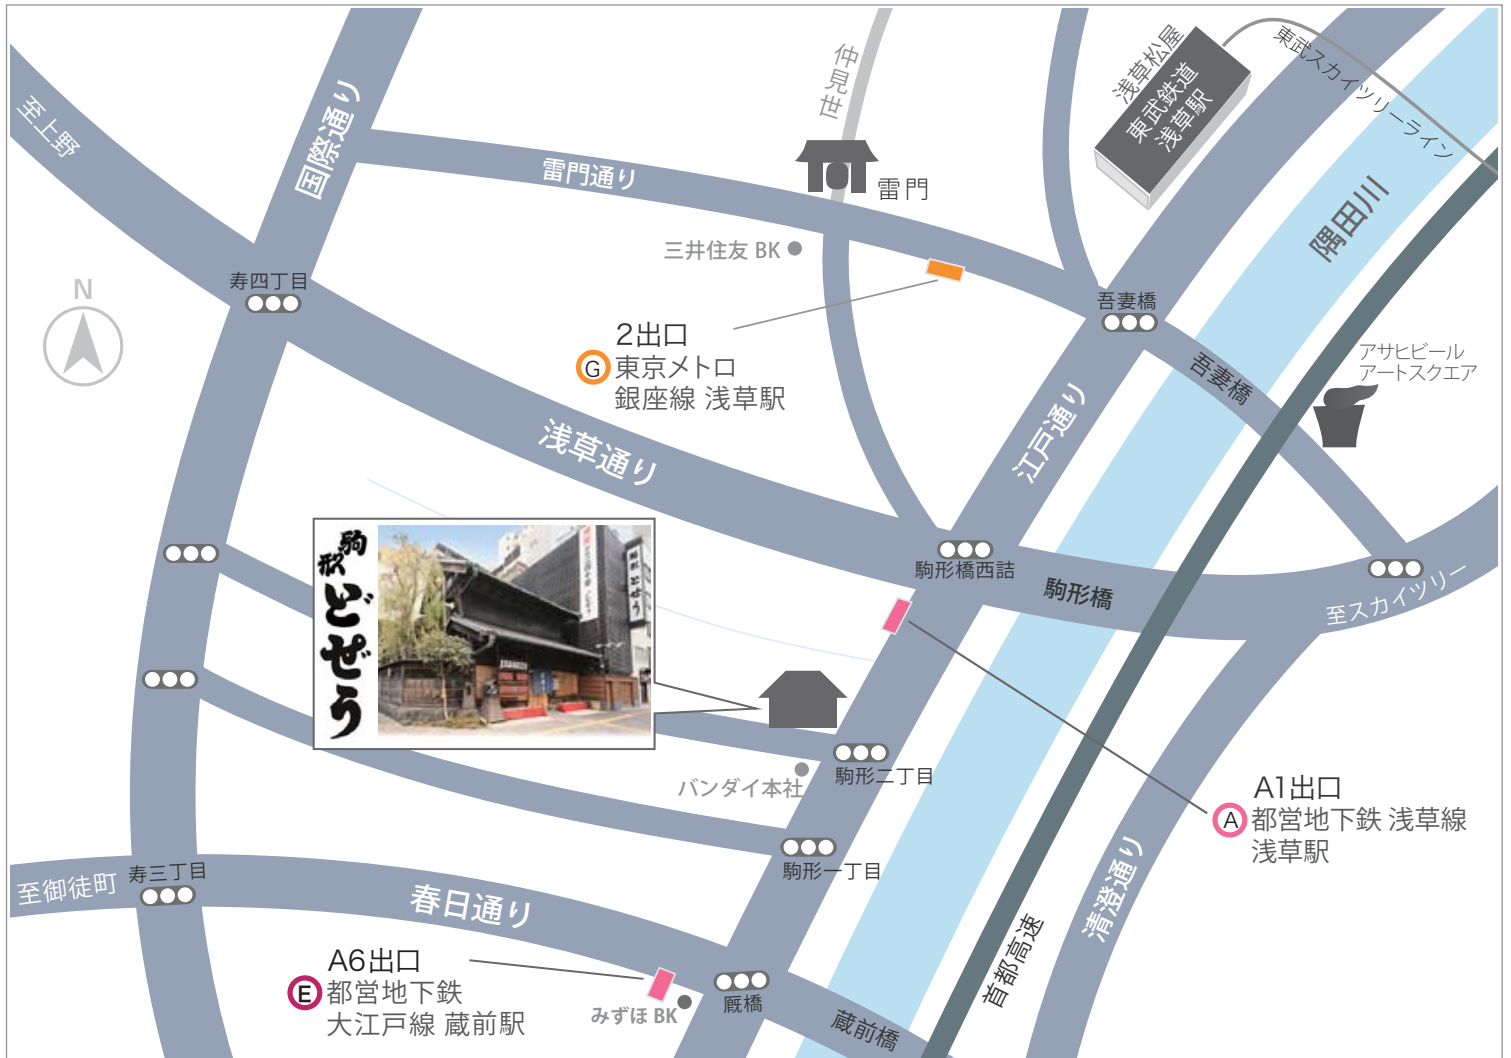 至上野
国際通り
仲見世
浅草松屋
東武鉄道
浅草駅
東武スカイツリーライン
雷門通り
雷門
隅田川
三井住友 BK
寿四丁目
N
吾妻橋
2出口
G
東京メトロ
銀座線 浅草駅
吾妻橋
アサヒビール
アートスクエア
江戸通り
浅草通り
駒形橋西詰
駒形橋
至スカイツリー
駒形
どぜう
バンダイ本社
駒形二丁目
A1出口
A
都営地下鉄 浅草線
浅草駅
駒形一丁目
清澄通り
寿三丁目
至御徒町
春日通り
首都高速
A6出口
E
都営地下鉄
大江戸線 蔵前駅
みずほ BK
厩橋
蔵前橋